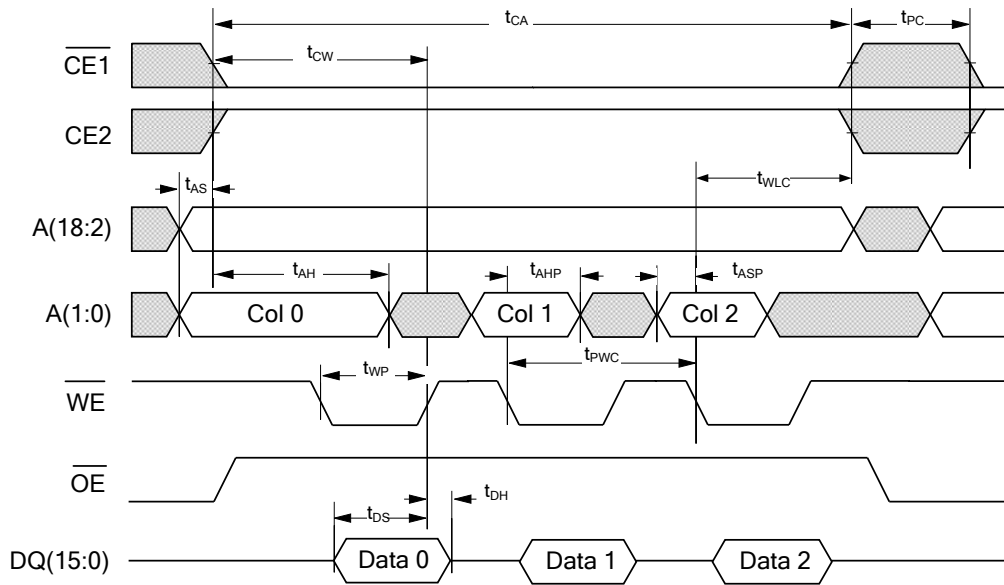 tCA
tPC
CE1
tCW
CE2
tWLC
tAS
A(18:2)
tAH
tAHP
tASP
A(1:0)
Col 0
Col 1
Col 2
tWP
tPWC
WE
OE
tDS
tDH
DQ(15:0)
Data 0
Data 1
Data 2